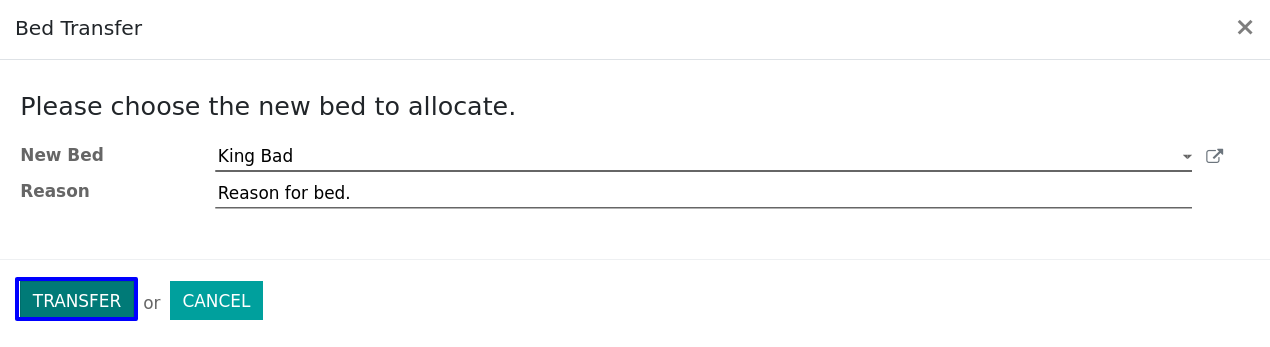 Bed Transfer ×
Please choose the new bed to allocate.
New Bed King Bad
Reason Reason for bed.
TRANSFER or CANCEL